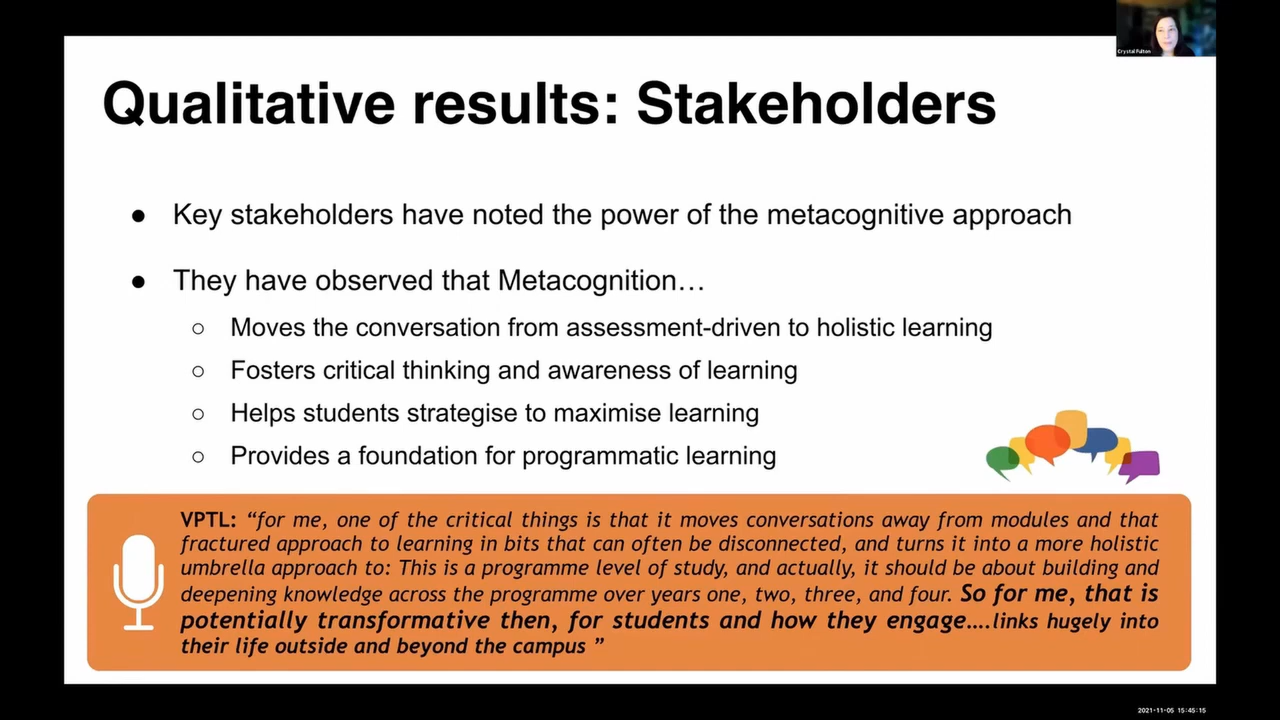 Crystal Fulton
Qualitative results: Stakeholders
● Key stakeholders have noted the power of the metacognitive approach
● They have observed that Metacognition…
○ Moves the conversation from assessment-driven to holistic learning
○ Fosters critical thinking and awareness of learning
○ Helps students strategise to maximise learning
○ Provides a foundation for programmatic learning
VPTL: “for me, one of the critical things is that it moves conversations away from modules and that
fractured approach to learning in bits that can often be disconnected, and turns it into a more holistic
umbrella approach to: This is a programme level of study, and actually, it should be about building and
deepening knowledge across the programme over years one, two, three, and four. So for me, that is
potentially transformative then, for students and how they engage….links hugely into
their life outside and beyond the campus ”
2021-11-05 15:45:15